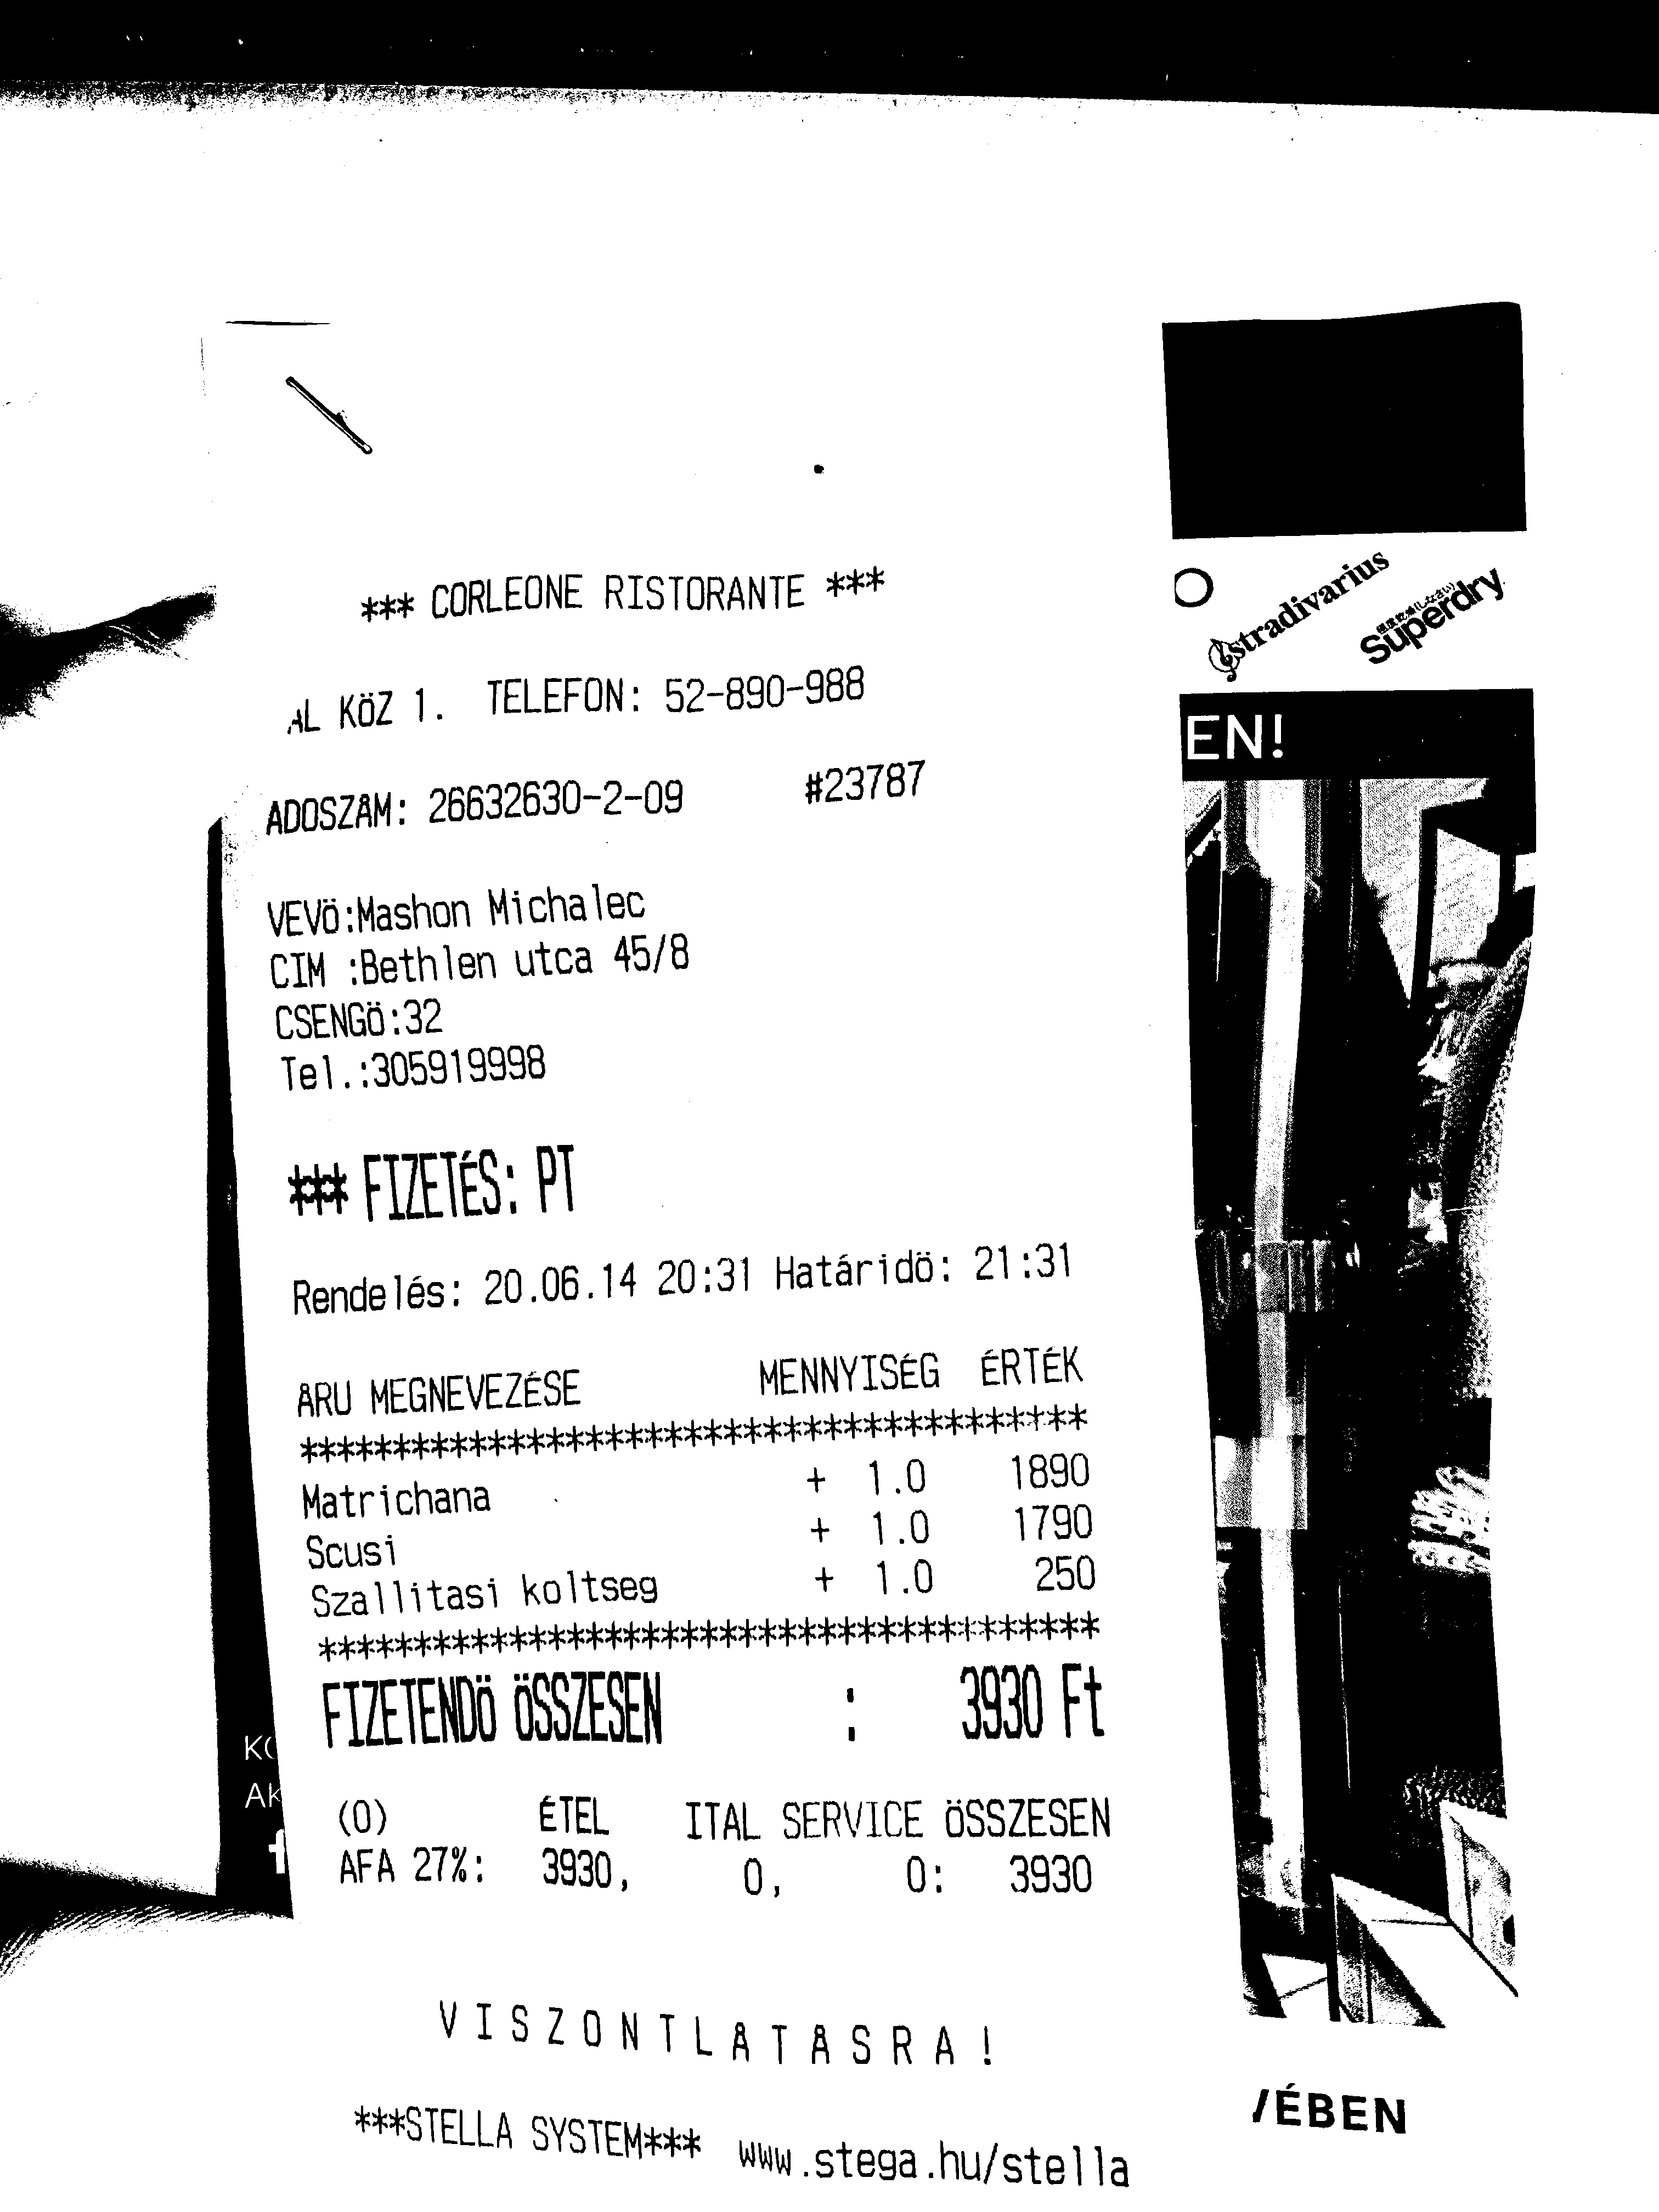 *** CORLEONE RISTORANTE ***
AL KÖZ 1. TELEFON: 52-890-988
ADOSZAM: 26632630-2-09 #23787
VEVÖ:Mashon Michalec
CIM :Bethlen utca 45/8
CSENGÖ:32
Tel.:305919998
*** FIZETÉS: PT
Rendelés: 20.06.14 20:31 Határidö: 21:31
ARU MEGNEVEZÉSE MENNYISÉG ÉRTÉK
****************************************
Matrichana + 1.0 1890
Scusi + 1.0 1790
Szallitasi koltseg + 1.0 250
****************************************
FIZETENDÖ ÖSSZESEN : 3930 Ft
(0) ÉTEL ITAL SERVICE ÖSSZESEN
AFA 27%: 3930, 0, 0: 3930
VISZONTLATASRA!
***STELLA SYSTEM*** www.stega.hu/stella
stradivarius
Superdry
EN!
KO
AK
f
VÉBEN